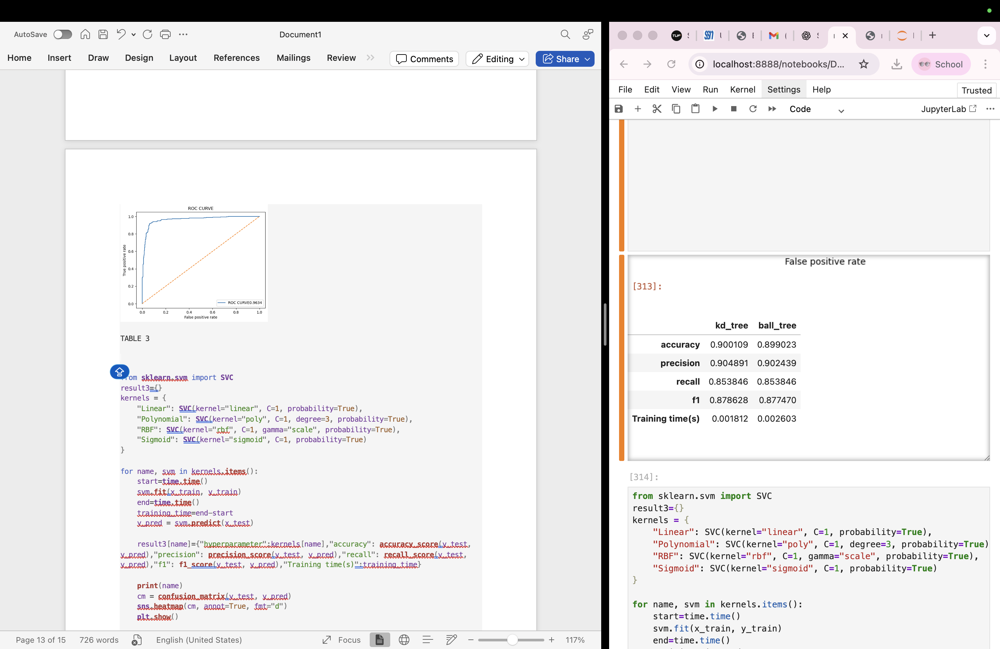 AutoSave
Document1
Home Insert Draw Design Layout References Mailings Review Comments Editing Share
ROC CURVE
1.0
0.8
0.6
0.4
0.2
0.0
True positive rate
ROC CURVE0.9634
0.0 0.2 0.4 0.6 0.8 1.0
False positive rate
TABLE 3
from sklearn.svm import SVC
result3={}
kernels = {
    "Linear": SVC(kernel="linear", C=1, probability=True),
    "Polynomial": SVC(kernel="poly", C=1, degree=3, probability=True),
    "RBF": SVC(kernel="rbf", C=1, gamma="scale", probability=True),
    "Sigmoid": SVC(kernel="sigmoid", C=1, probability=True)
}
for name, svm in kernels.items():
    start=time.time()
    svm.fit(x_train, y_train)
    end=time.time()
    training_time=end-start
    y_pred = svm.predict(x_test)
    result3[name]={"hyperparameter":kernels[name],"accuracy": accuracy_score(y_test,
y_pred),"precision": precision_score(y_test, y_pred),"recall": recall_score(y_test,
y_pred),"f1": f1_score(y_test, y_pred),"Training time(s)":training_time}
    print(name)
    cm = confusion_matrix(y_test, y_pred)
    sns.heatmap(cm, annot=True, fmt="d")
    plt.show()
Page 13 of 15 726 words English (United States) Focus 117%
TUF SSN
localhost:8888/notebooks/D... School
File Edit View Run Kernel Settings Help Trusted
Code JupyterLab
False positive rate
[313]:
kd_tree ball_tree
accuracy 0.900109 0.899023
precision 0.904891 0.902439
recall 0.853846 0.853846
f1 0.878628 0.877470
Training time(s) 0.001812 0.002603
[314]:
from sklearn.svm import SVC
result3={}
kernels = {
    "Linear": SVC(kernel="linear", C=1, probability=True),
    "Polynomial": SVC(kernel="poly", C=1, degree=3, probability=True)
    "RBF": SVC(kernel="rbf", C=1, gamma="scale", probability=True),
    "Sigmoid": SVC(kernel="sigmoid", C=1, probability=True)
}
for name, svm in kernels.items():
    start=time.time()
    svm.fit(x_train, y_train)
    end=time.time()